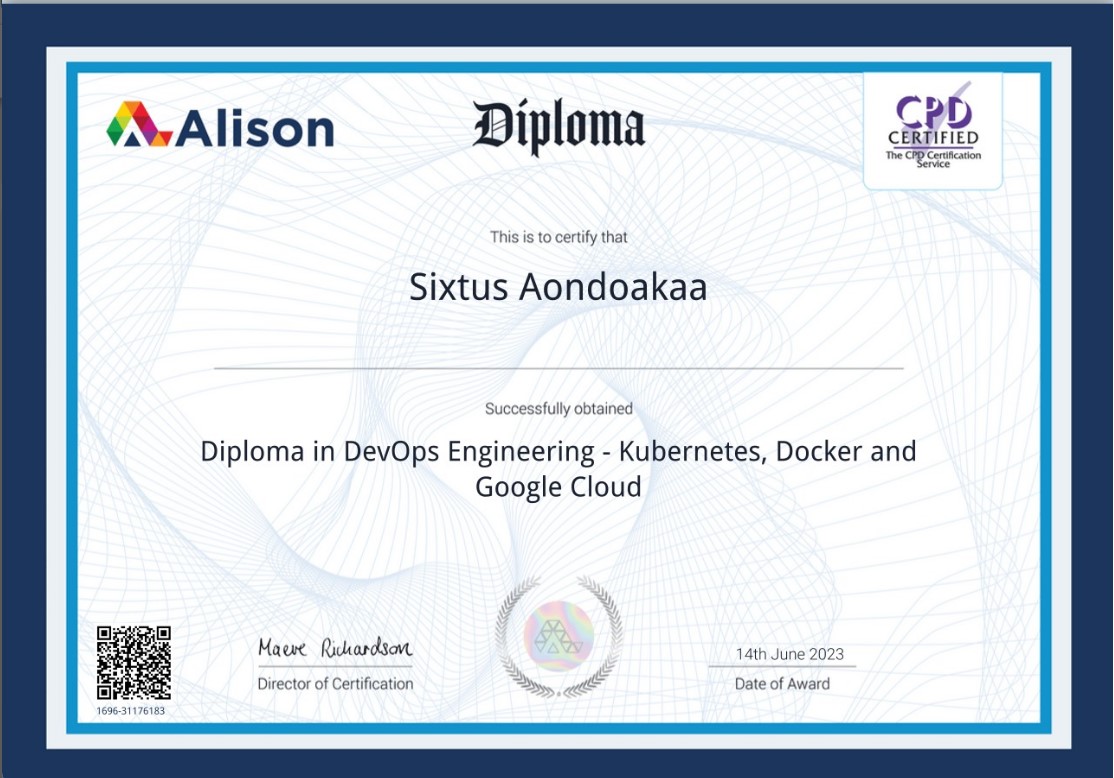 Alison
Diploma
CPD
CERTIFIED
The CPD Certification
Service
This is to certify that
Sixtus Aondoakaa
Successfully obtained
Diploma in DevOps Engineering - Kubernetes, Docker and
Google Cloud
Maeve Richardson
Director of Certification
14th June 2023
Date of Award
1696-31176183